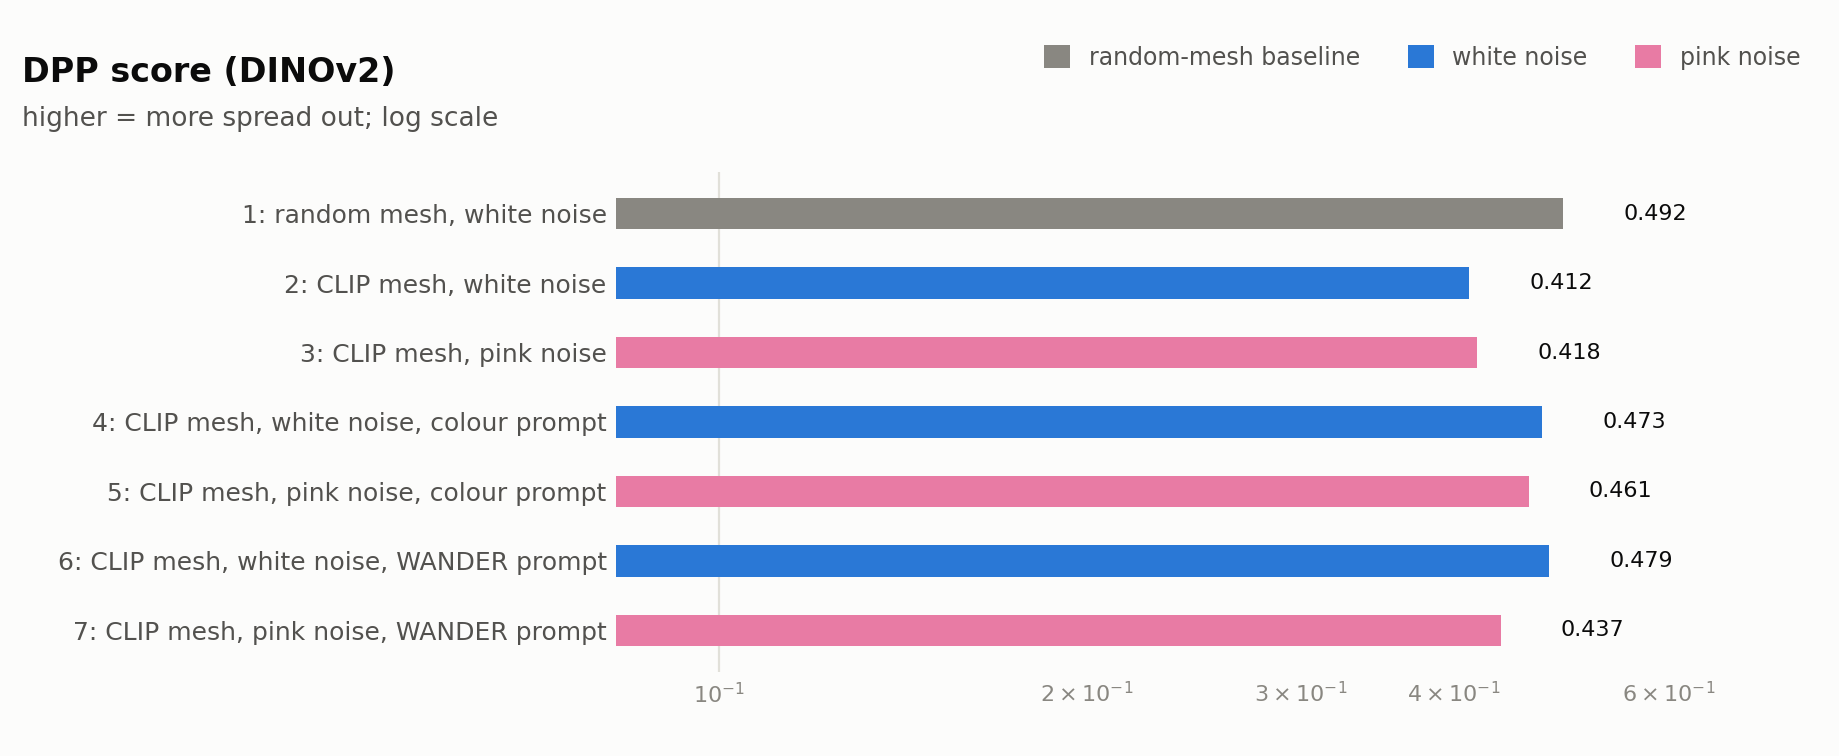 DPP score (DINOv2)
higher = more spread out; log scale
random-mesh baseline
white noise
pink noise
1: random mesh, white noise 0.492
2: CLIP mesh, white noise 0.412
3: CLIP mesh, pink noise 0.418
4: CLIP mesh, white noise, colour prompt 0.473
5: CLIP mesh, pink noise, colour prompt 0.461
6: CLIP mesh, white noise, WANDER prompt 0.479
7: CLIP mesh, pink noise, WANDER prompt 0.437
10⁻¹ 2 × 10⁻¹ 3 × 10⁻¹ 4 × 10⁻¹ 6 × 10⁻¹